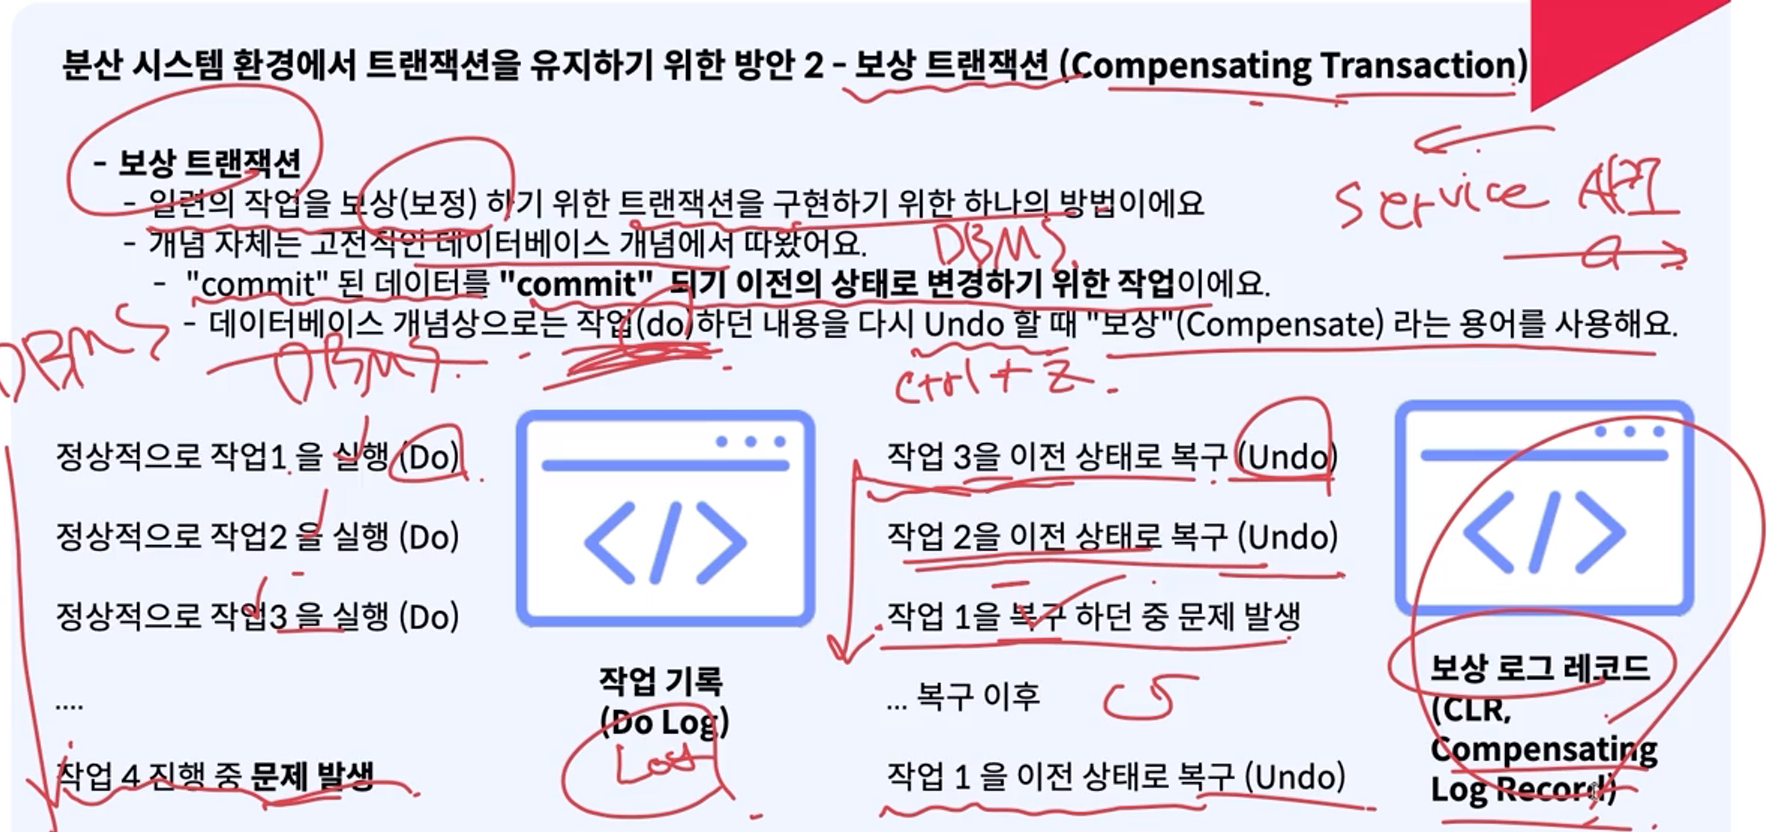 분산 시스템 환경에서 트랜잭션을 유지하기 위한 방안 2 - 보상 트랜잭션 (Compensating Transaction)
- 보상 트랜잭션
- 일련의 작업을 보상(보정) 하기 위한 트랜잭션을 구현하기 위한 하나의 방법이에요
Service API
- 개념 자체는 고전적인 데이터베이스 개념에서 따왔어요.
DBMS
- "commit" 된 데이터를 "commit" 되기 이전의 상태로 변경하기 위한 작업이에요.
- 데이터베이스 개념상으로는 작업(do) 하던 내용을 다시 Undo 할 때 "보상"(Compensate) 라는 용어를 사용해요.
DBMS
DBMS
ctrl + z
정상적으로 작업1 을 실행 (Do)
정상적으로 작업2 을 실행 (Do)
정상적으로 작업3 을 실행 (Do)
....
작업 4 진행 중 문제 발생
작업 기록
(Do Log)
Log
작업 3을 이전 상태로 복구 (Undo)
작업 2을 이전 상태로 복구 (Undo)
작업 1을 복구 하던 중 문제 발생
... 복구 이후
작업 1 을 이전 상태로 복구 (Undo)
보상 로그 레코드
(CLR,
Compensating
Log Record)